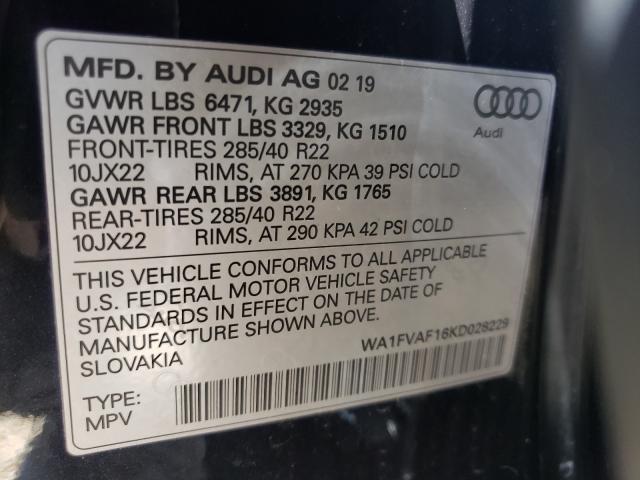 MFD. BY AUDI AG 02 19
GVWR LBS 6471, KG 2935
GAWR FRONT LBS 3329, KG 1510
FRONT-TIRES 285/40 R22
10JX22 RIMS, AT 270 KPA 39 PSI COLD
GAWR REAR LBS 3891, KG 1765
REAR-TIRES 285/40 R22
10JX22 RIMS, AT 290 KPA 42 PSI COLD
Audi
THIS VEHICLE CONFORMS TO ALL APPLICABLE
U.S. FEDERAL MOTOR VEHICLE SAFETY
STANDARDS IN EFFECT ON THE DATE OF
MANUFACTURE SHOWN ABOVE.
SLOVAKIA
WA1FVAF16KD028229
TYPE:
MPV